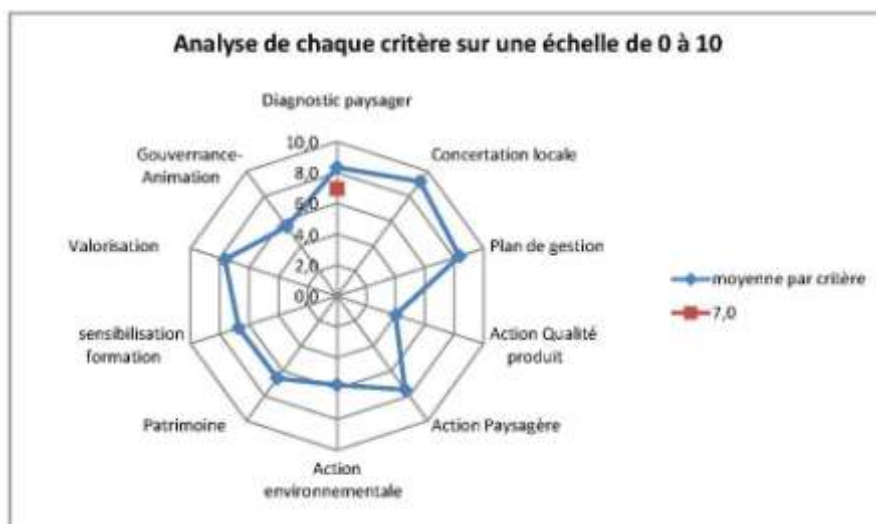 Analyse de chaque critère sur une échelle de 0 à 10
Diagnostic paysager
10,0
8,0
6,0
4,0
2,0
0,0
Concertation locale
Plan de gestion
Action Qualité
produit
Action Paysagère
Action
environnementale
Patrimoine
sensibilisation
formation
Valorisation
Gouvernance-
Animation
moyenne par critère
7,0